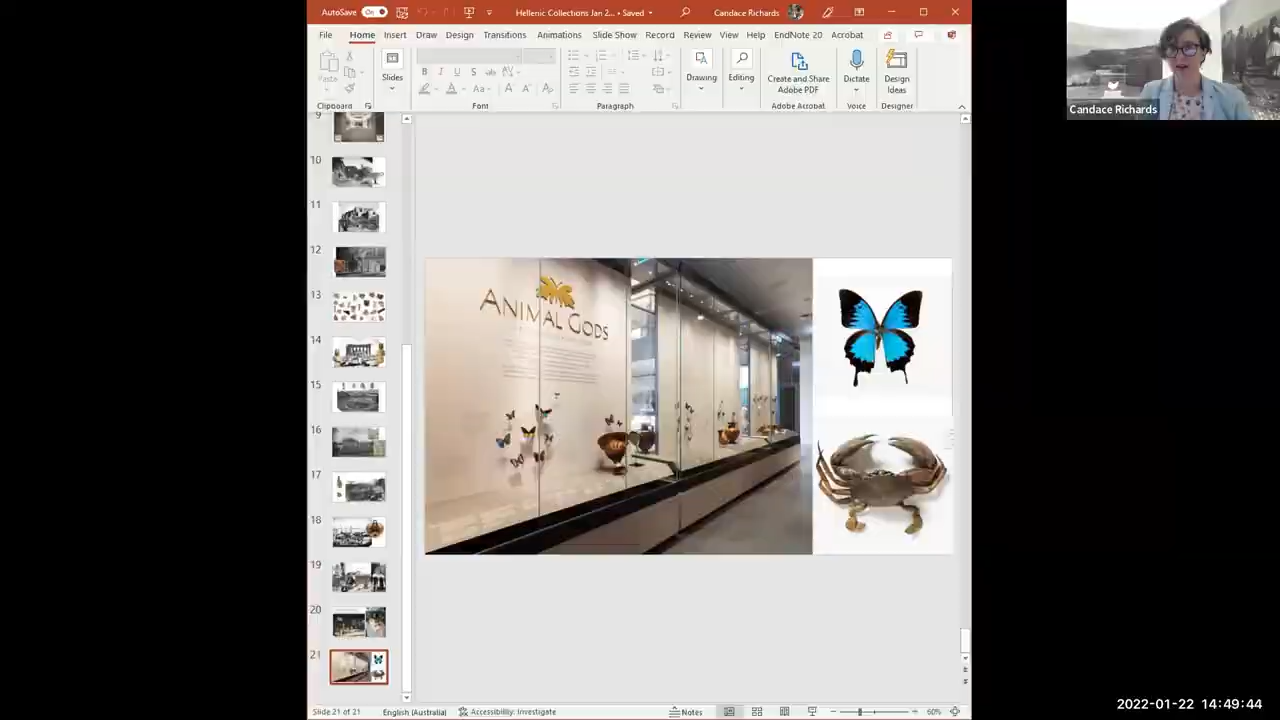 AutoSave On
Hellenic Collections Jan 2... • Saved
Candace Richards
File Home Insert Draw Design Transitions Animations Slide Show Record Review View Help EndNote 20 Acrobat
Paste
Slides
Drawing
Editing
Create and Share Adobe PDF
Dictate
Design Ideas
Clipboard
Font
Paragraph
Adobe Acrobat
Voice
Designer
Candace Richards
9
10
11
12
13
14
15
16
17
18
19
20
21
ANIMAL GODS
Slide 21 of 21
English (Australia)
Accessibility: Investigate
Notes
60%
2022-01-22 14:49:44